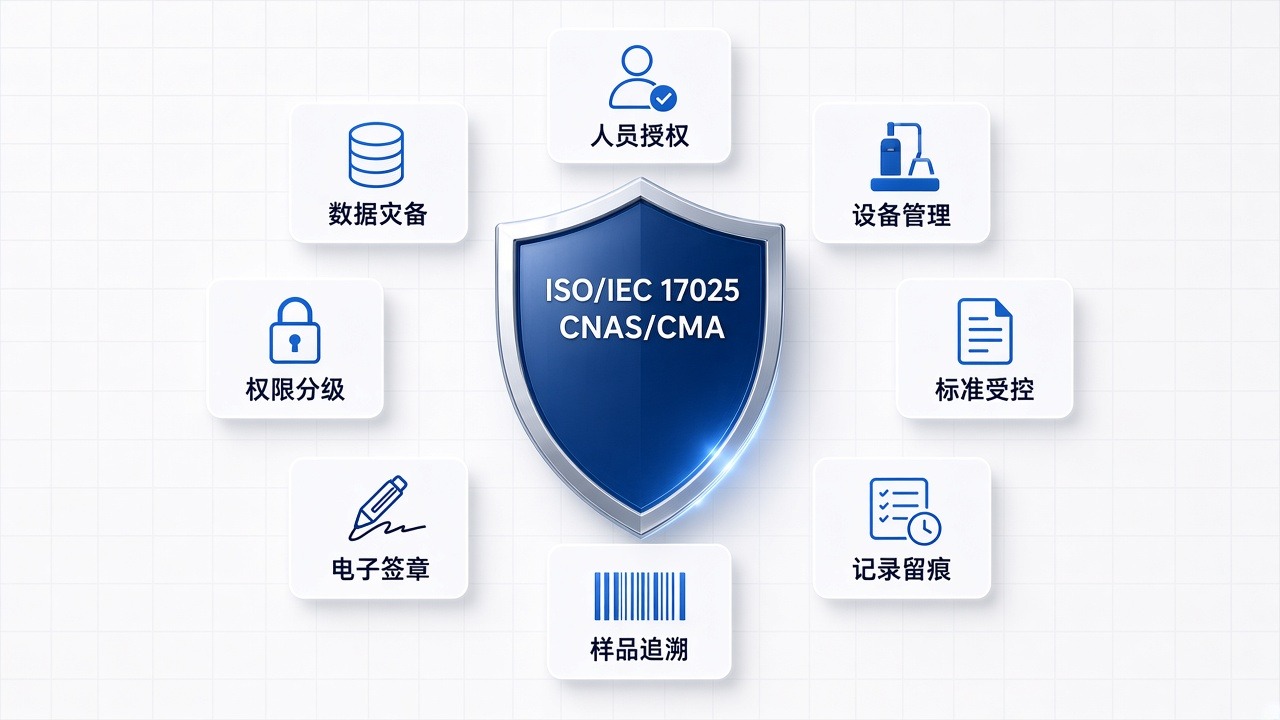 人员授权
数据灾备
设备管理
ISO/IEC 17025
CNAS/CMA
权限分级
标准受控
电子签章
记录留痕
样品追溯